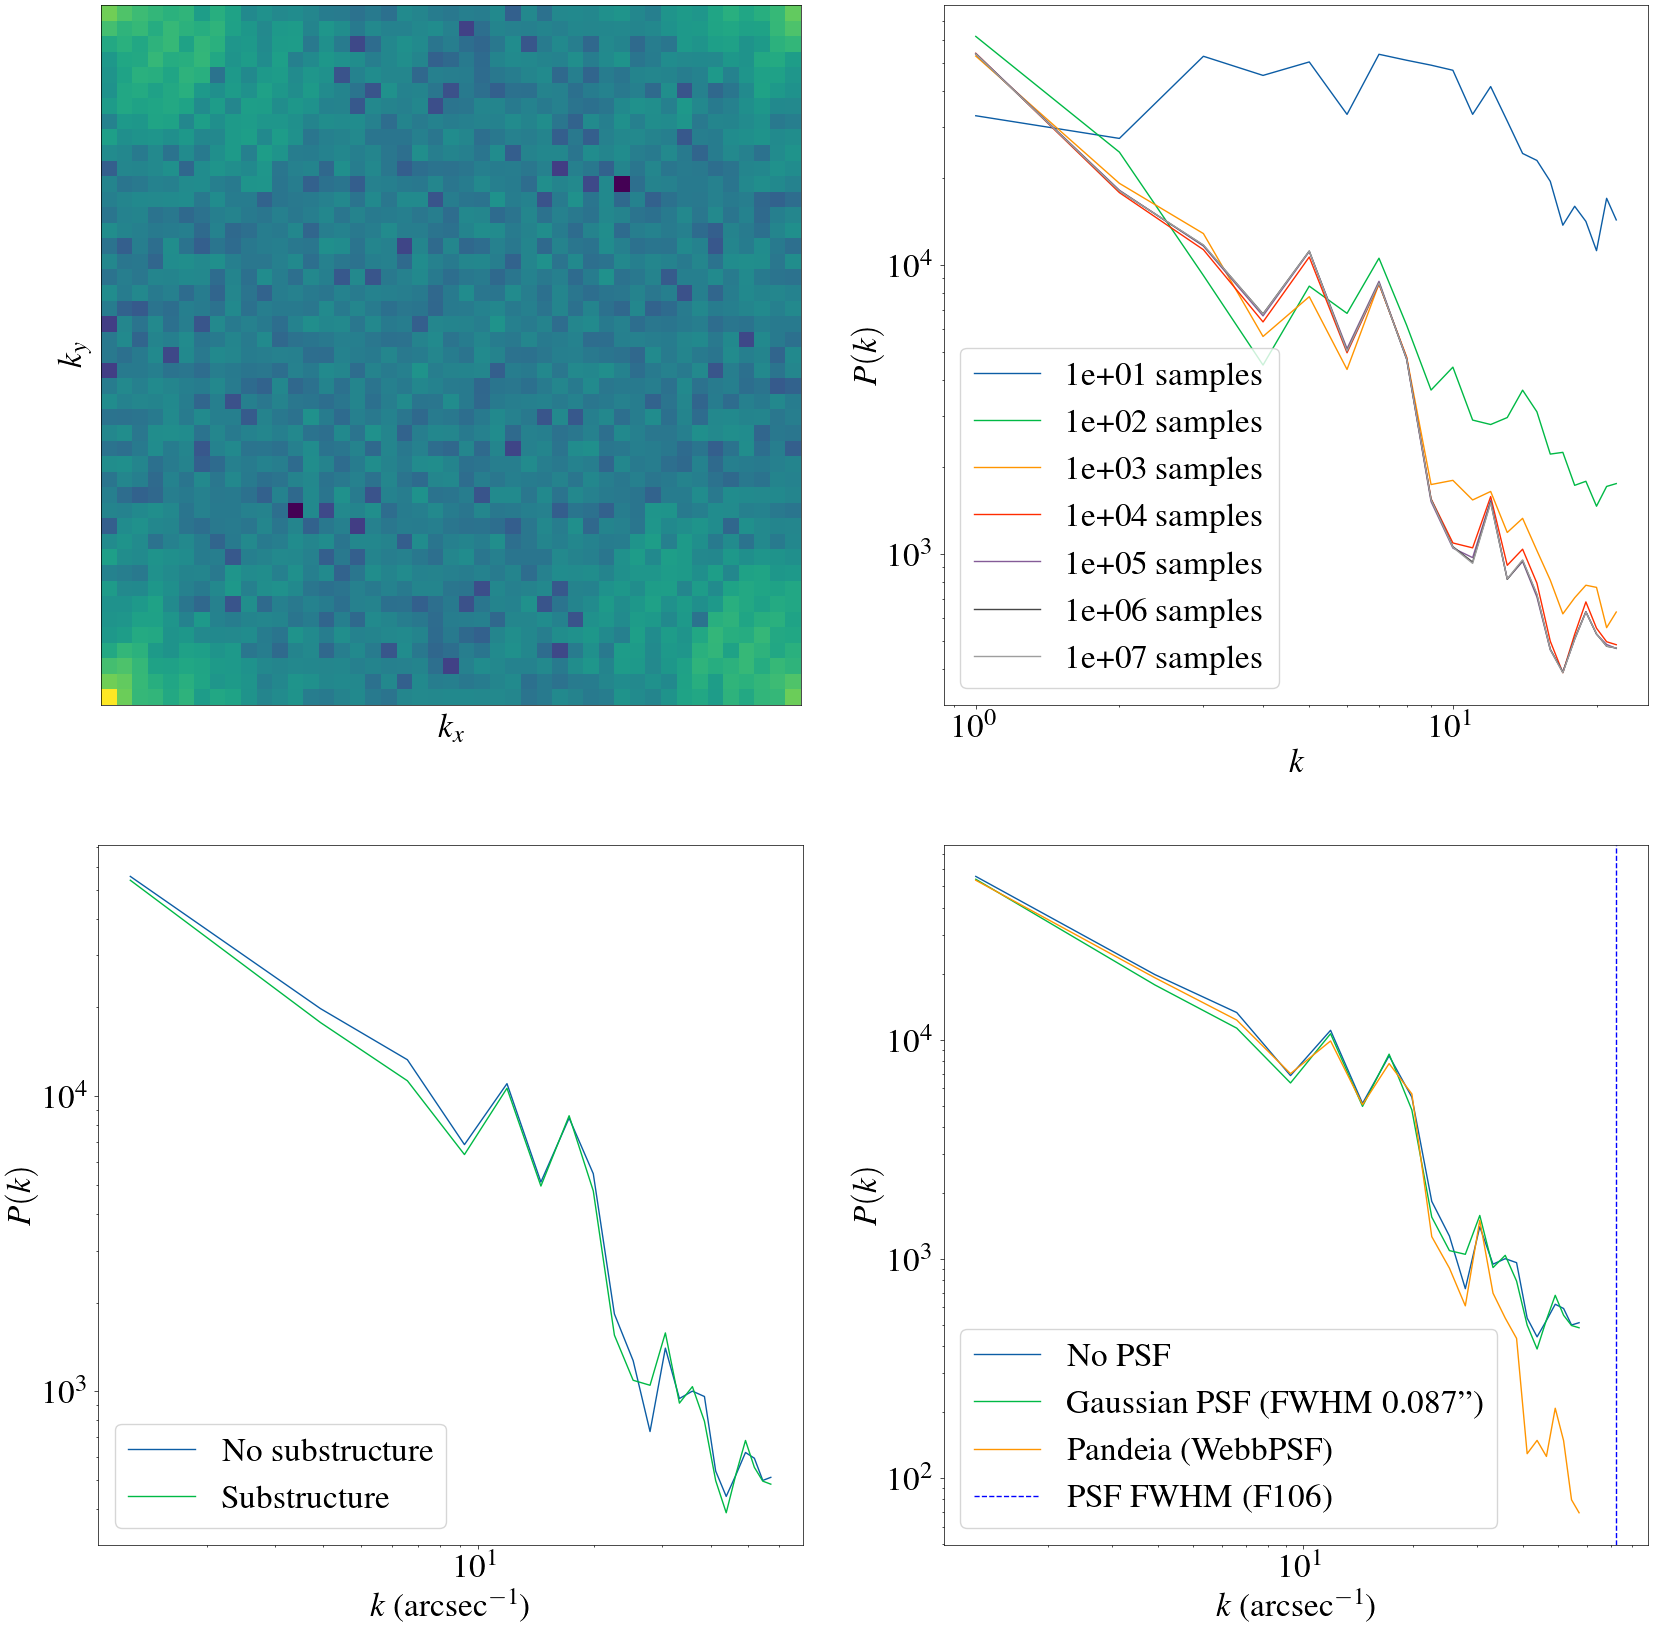 k_y
k_x
P(k)
10^4
10^3
1e+01 samples
1e+02 samples
1e+03 samples
1e+04 samples
1e+05 samples
1e+06 samples
1e+07 samples
10^0
10^1
k
P(k)
10^4
10^3
No substructure
Substructure
10^1
k (arcsec^−1)
P(k)
10^4
10^3
10^2
No PSF
Gaussian PSF (FWHM 0.087”)
Pandeia (WebbPSF)
PSF FWHM (F106)
10^1
k (arcsec^−1)